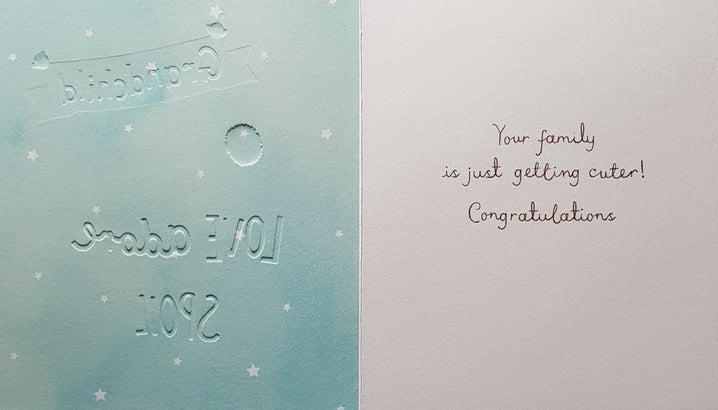 Grandchild
LOVE adore
SPOIL
Your family
is just getting cuter!
Congratulations